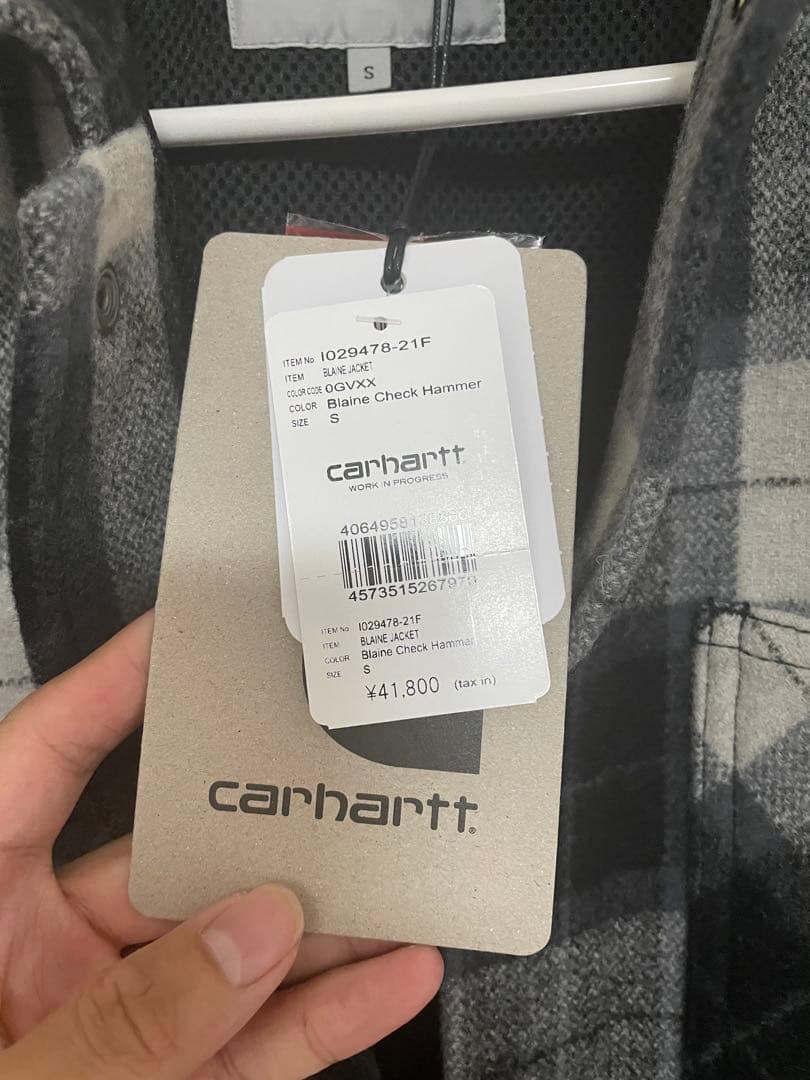 S
ITEM No. I029478-21F
ITEM BLAINE JACKET
COLOR CODE 0GVXX
COLOR Blaine Check Hammer
SIZE S
carhartt
WORK IN PROGRESS
4573515267978
ITEM No I029478-21F
ITEM BLAINE JACKET
COLOR Blaine Check Hammer
SIZE S
¥41,800 (tax in)
carhartt®